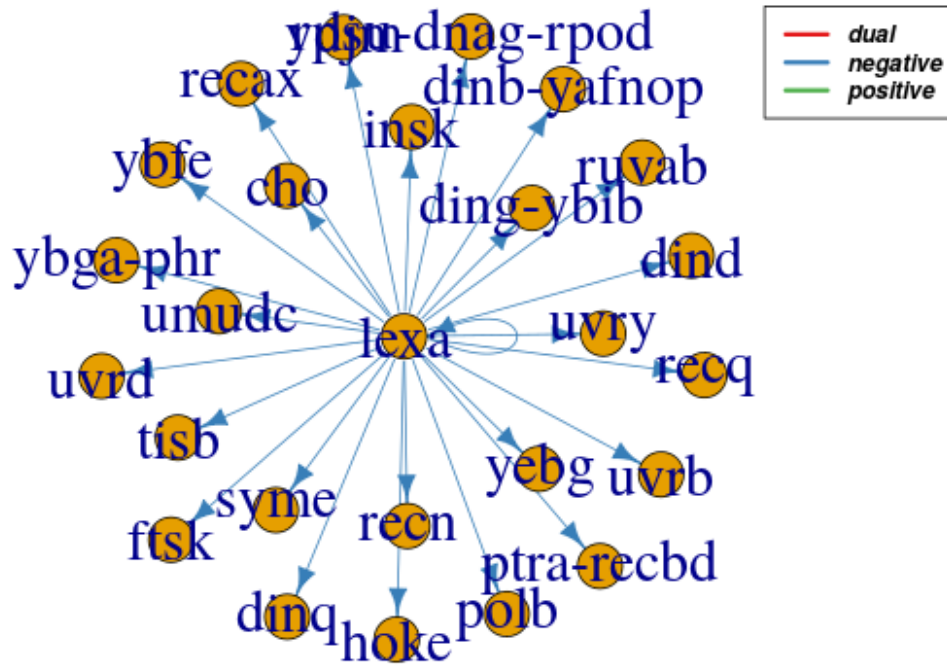 dnag-rpod
dual
negative
positive
recax
dinb-yafnop
insk
ybfe
cho
ruvab
ding-ybib
ybga-phr
dind
umudc
lexa
uvry
uvrd
recq
tisb
yebg
uvrb
syme
recn
ftsk
ptra-recbd
dinq
hoke
polb